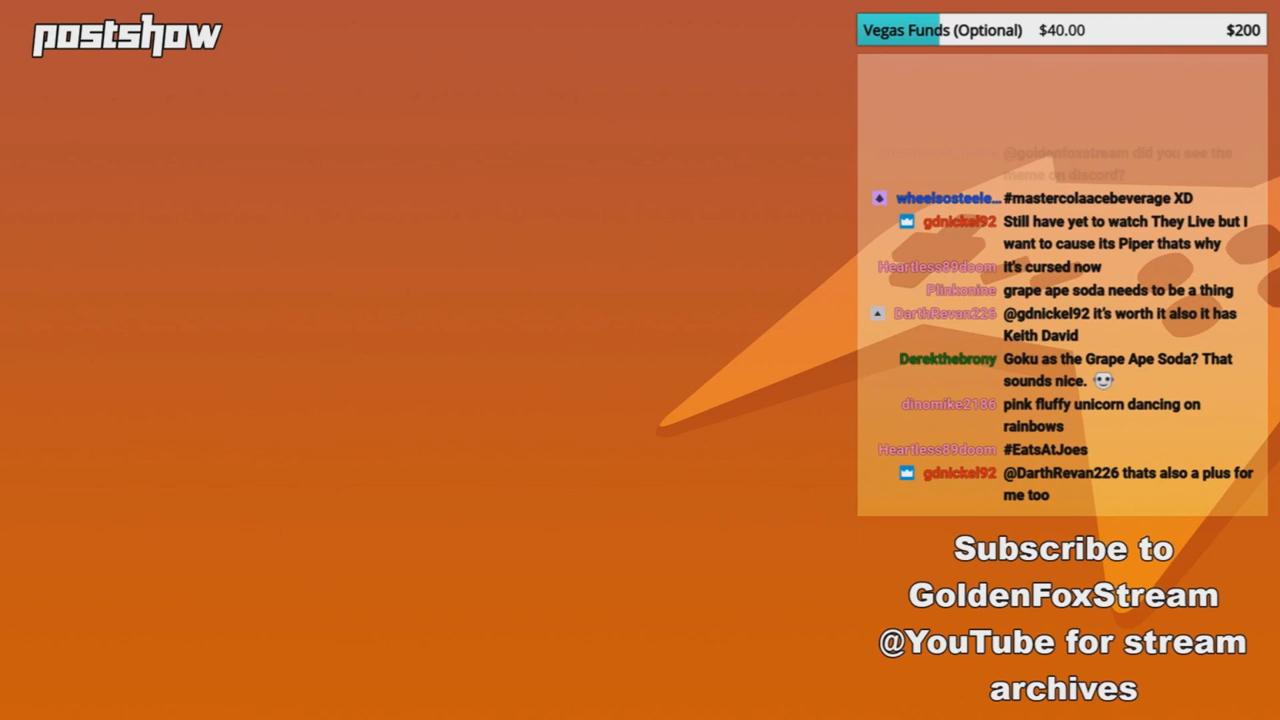 postshow
Vegas Funds (Optional) $40.00 $200
@goldenfoxstream did you see the
meme on discord?
wheelsosteele... #mastercolaacebeverage XD
gdnickel92 Still have yet to watch They Live but I
want to cause its Piper thats why
Heartless89doom it's cursed now
Plinkonine grape ape soda needs to be a thing
DarthRevan226 @gdnickel92 it's worth it also it has
Keith David
Derekthebrony Goku as the Grape Ape Soda? That
sounds nice.
dinomike2186 pink fluffy unicorn dancing on
rainbows
Heartless89doom #EatsAtJoes
gdnickel92 @DarthRevan226 thats also a plus for
me too
Subscribe to
GoldenFoxStream
@YouTube for stream
archives